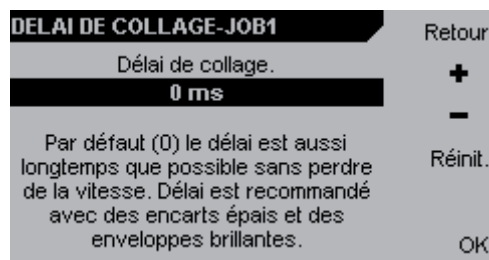 DELAI DE COLLAGE-JOB1
Retour
Délai de collage.
+
0 ms
-
Par défaut (0) le délai est aussi
longtemps que possible sans perdre
de la vitesse. Délai est recommandé
avec des encarts épais et des
enveloppes brillantes.
Réinit.
OK